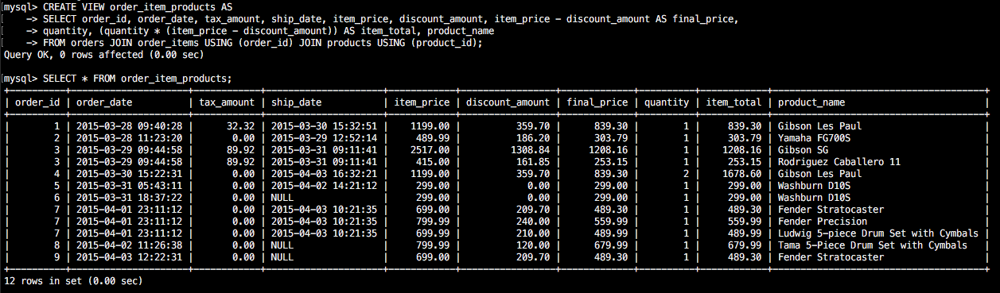 mysql> CREATE VIEW order_item_products AS
-> SELECT order_id, order_date, tax_amount, ship_date, item_price, discount_amount, item_price - discount_amount AS final_price,
-> quantity, (quantity * (item_price - discount_amount)) AS item_total, product_name
-> FROM orders JOIN order_items USING (order_id) JOIN products USING (product_id);
Query OK, 0 rows affected (0.00 sec)
mysql> SELECT * FROM order_item_products;
| order_id | order_date | tax_amount | ship_date | item_price | discount_amount | final_price | quantity | item_total | product_name |
| 1 | 2015-03-28 09:40:28 | 32.32 | 2015-03-30 15:32:51 | 1199.00 | 359.70 | 839.30 | 1 | 839.30 | Gibson Les Paul |
| 2 | 2015-03-28 11:23:20 | 0.00 | 2015-03-29 12:52:14 | 489.99 | 186.20 | 303.79 | 1 | 303.79 | Yamaha FG700S |
| 3 | 2015-03-29 09:44:58 | 89.92 | 2015-03-31 09:11:41 | 2517.00 | 1308.84 | 1208.16 | 1 | 1208.16 | Gibson SG |
| 3 | 2015-03-29 09:44:58 | 89.92 | 2015-03-31 09:11:41 | 415.00 | 161.85 | 253.15 | 1 | 253.15 | Rodriguez Caballero 11 |
| 4 | 2015-03-30 15:22:31 | 0.00 | 2015-04-03 16:32:21 | 1199.00 | 359.70 | 839.30 | 2 | 1678.60 | Gibson Les Paul |
| 5 | 2015-03-31 05:43:11 | 0.00 | 2015-04-02 14:21:12 | 299.00 | 0.00 | 299.00 | 1 | 299.00 | Washburn D10S |
| 6 | 2015-03-31 18:37:22 | 0.00 | NULL | 299.00 | 0.00 | 299.00 | 1 | 299.00 | Washburn D10S |
| 7 | 2015-04-01 23:11:12 | 0.00 | 2015-04-03 10:21:35 | 699.00 | 209.70 | 489.30 | 1 | 489.30 | Fender Stratocaster |
| 7 | 2015-04-01 23:11:12 | 0.00 | 2015-04-03 10:21:35 | 799.99 | 240.00 | 559.99 | 1 | 559.99 | Fender Precision |
| 7 | 2015-04-01 23:11:12 | 0.00 | 2015-04-03 10:21:35 | 699.99 | 210.00 | 489.99 | 1 | 489.99 | Ludwig 5-piece Drum Set with Cymbals |
| 8 | 2015-04-02 11:26:38 | 0.00 | NULL | 799.99 | 120.00 | 679.99 | 1 | 679.99 | Tama 5-Piece Drum Set with Cymbals |
| 9 | 2015-04-03 12:22:31 | 0.00 | NULL | 699.00 | 209.70 | 489.30 | 1 | 489.30 | Fender Stratocaster |
12 rows in set (0.00 sec)